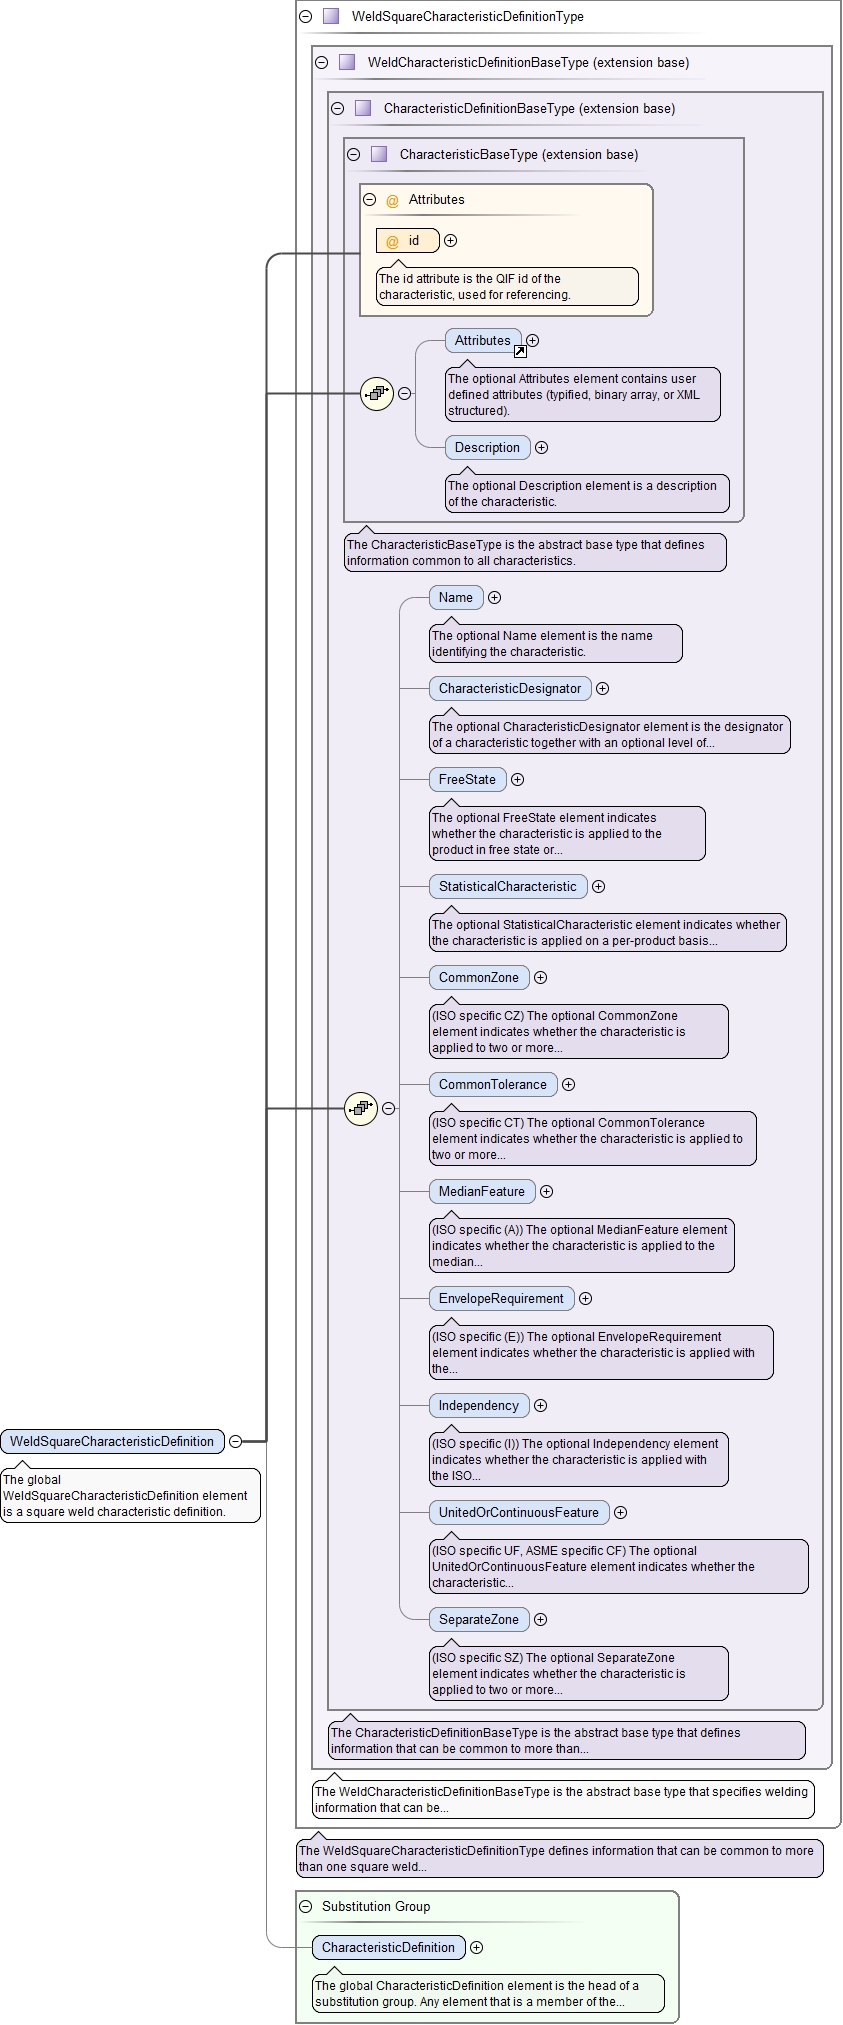 WeldSquareCharacteristicDefinitionType
WeldCharacteristicDefinitionBaseType (extension base)
CharacteristicDefinitionBaseType (extension base)
CharacteristicBaseType (extension base)
@ Attributes
@ id
The id attribute is the QIF id of the
characteristic, used for referencing.
Attributes
The optional Attributes element contains user
defined attributes (typified, binary array, or XML
structured).
Description
The optional Description element is a description
of the characteristic.
The CharacteristicBaseType is the abstract base type that defines
information common to all characteristics.
Name
The optional Name element is the name
identifying the characteristic.
CharacteristicDesignator
The optional CharacteristicDesignator element is the designator
of a characteristic together with an optional level of...
FreeState
The optional FreeState element indicates
whether the characteristic is applied to the
product in free state or...
StatisticalCharacteristic
The optional StatisticalCharacteristic element indicates whether
the characteristic is applied on a per-product basis...
CommonZone
(ISO specific CZ) The optional CommonZone
element indicates whether the characteristic is
applied to two or more...
CommonTolerance
(ISO specific CT) The optional CommonTolerance
element indicates whether the characteristic is applied to
two or more...
MedianFeature
(ISO specific (A)) The optional MedianFeature element
indicates whether the characteristic is applied to the
median...
EnvelopeRequirement
(ISO specific (E)) The optional EnvelopeRequirement
element indicates whether the characteristic is applied with
the...
Independency
(ISO specific (I)) The optional Independency element
indicates whether the characteristic is applied with
the ISO...
WeldSquareCharacteristicDefinition
The global
WeldSquareCharacteristicDefinition element
is a square weld characteristic definition.
UnitedOrContinuousFeature
(ISO specific UF, ASME specific CF) The optional
UnitedOrContinuousFeature element indicates whether the
characteristic...
SeparateZone
(ISO specific SZ) The optional SeparateZone
element indicates whether the characteristic is
applied to two or more...
The CharacteristicDefinitionBaseType is the abstract base type that defines
information that can be common to more than...
The WeldCharacteristicDefinitionBaseType is the abstract base type that specifies welding
information that can be...
The WeldSquareCharacteristicDefinitionType defines information that can be common to more
than one square weld...
Substitution Group
CharacteristicDefinition
The global CharacteristicDefinition element is the head of a
substitution group. Any element that is a member of the...